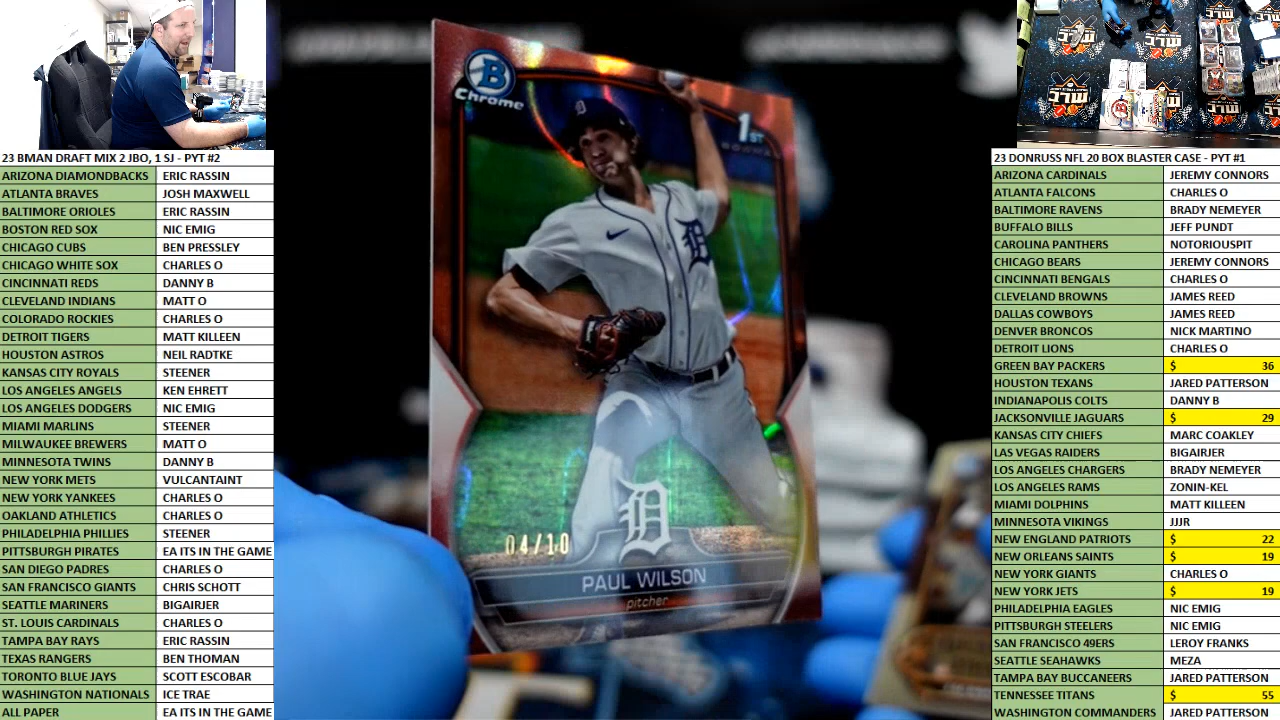 23 BMAN DRAFT MIX 2 JBO, 1 SJ - PYT #2
ARIZONA DIAMONDBACKS ERIC RASSIN
ATLANTA BRAVES JOSH MAXWELL
BALTIMORE ORIOLES ERIC RASSIN
BOSTON RED SOX NIC EMIG
CHICAGO CUBS BEN PRESSLEY
CHICAGO WHITE SOX CHARLES O
CINCINNATI REDS DANNY B
CLEVELAND INDIANS MATT O
COLORADO ROCKIES CHARLES O
DETROIT TIGERS MATT KILLEEN
HOUSTON ASTROS NEIL RADTKE
KANSAS CITY ROYALS STEENER
LOS ANGELES ANGELS KEN EHRETT
LOS ANGELES DODGERS NIC EMIG
MIAMI MARLINS STEENER
MILWAUKEE BREWERS MATT O
MINNESOTA TWINS DANNY B
NEW YORK METS VULCANTAINT
NEW YORK YANKEES CHARLES O
OAKLAND ATHLETICS CHARLES O
PHILADELPHIA PHILLIES STEENER
PITTSBURGH PIRATES EA ITS IN THE GAME
SAN DIEGO PADRES CHARLES O
SAN FRANCISCO GIANTS CHRIS SCHOTT
SEATTLE MARINERS BIGAIRJER
ST. LOUIS CARDINALS CHARLES O
TAMPA BAY RAYS ERIC RASSIN
TEXAS RANGERS BEN THOMAN
TORONTO BLUE JAYS SCOTT ESCOBAR
WASHINGTON NATIONALS ICE TRAE
ALL PAPER EA ITS IN THE GAME
B
Chrome
1ST
BOWMAN
D
D
04/10
D
PAUL WILSON
pitcher
23 DONRUSS NFL 20 BOX BLASTER CASE - PYT #1
ARIZONA CARDINALS JEREMY CONNORS
ATLANTA FALCONS CHARLES O
BALTIMORE RAVENS BRADY NEMEYER
BUFFALO BILLS JEFF PUNDT
CAROLINA PANTHERS NOTORIOUSPIT
CHICAGO BEARS JEREMY CONNORS
CINCINNATI BENGALS CHARLES O
CLEVELAND BROWNS JAMES REED
DALLAS COWBOYS JAMES REED
DENVER BRONCOS NICK MARTINO
DETROIT LIONS CHARLES O
GREEN BAY PACKERS $ 36
HOUSTON TEXANS JARED PATTERSON
INDIANAPOLIS COLTS DANNY B
JACKSONVILLE JAGUARS $ 29
KANSAS CITY CHIEFS MARC COAKLEY
LAS VEGAS RAIDERS BIGAIRJER
LOS ANGELES CHARGERS BRADY NEMEYER
LOS ANGELES RAMS ZONIN-KEL
MIAMI DOLPHINS MATT KILLEEN
MINNESOTA VIKINGS JJJR
NEW ENGLAND PATRIOTS $ 22
NEW ORLEANS SAINTS $ 19
NEW YORK GIANTS CHARLES O
NEW YORK JETS $ 19
PHILADELPHIA EAGLES NIC EMIG
PITTSBURGH STEELERS NIC EMIG
SAN FRANCISCO 49ERS LEROY FRANKS
SEATTLE SEAHAWKS MEZA
TAMPA BAY BUCCANEERS JARED PATTERSON
TENNESSEE TITANS $ 55
WASHINGTON COMMANDERS JARED PATTERSON